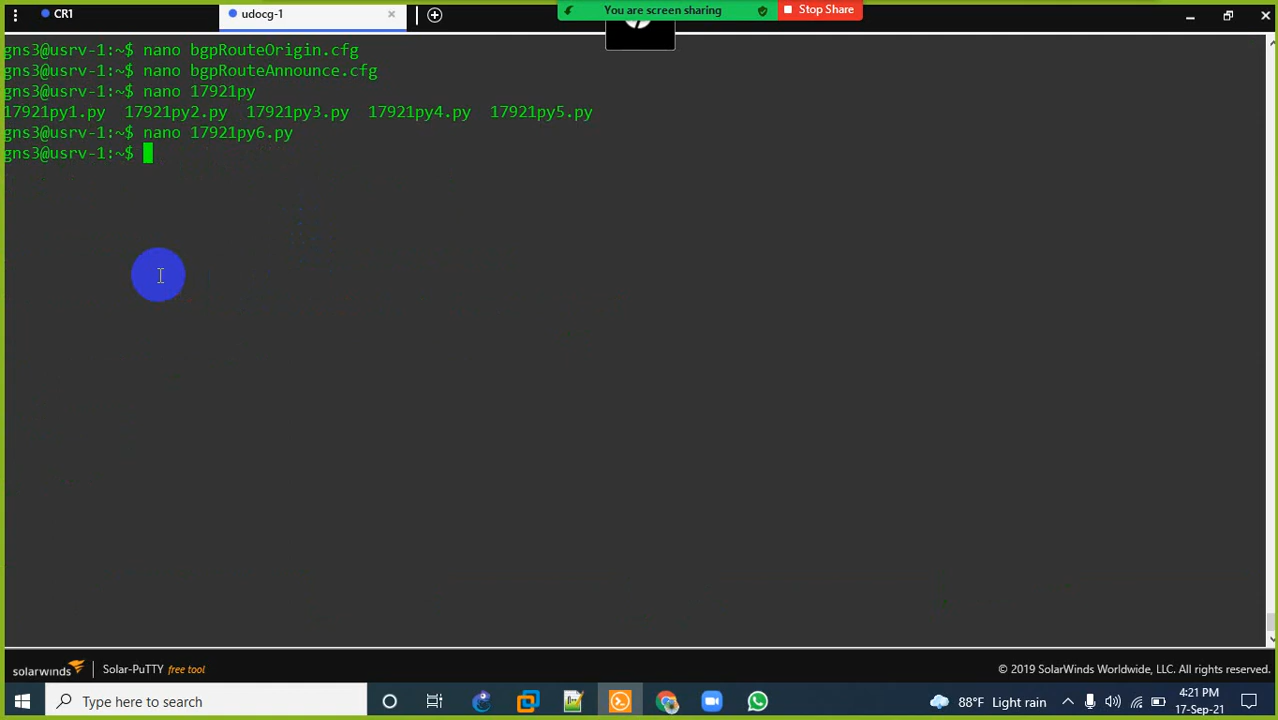 CR1
udocg-1
You are screen sharing
Stop Share
gns3@usrv-1:~$ nano bgpRouteOrigin.cfg
gns3@usrv-1:~$ nano bgpRouteAnnounce.cfg
gns3@usrv-1:~$ nano 17921py
17921py1.py 17921py2.py 17921py3.py 17921py4.py 17921py5.py
gns3@usrv-1:~$ nano 17921py6.py
gns3@usrv-1:~$
solarwinds Solar-PuTTY free tool
© 2019 SolarWinds Worldwide, LLC. All rights reserved.
Type here to search
88°F Light rain
4:21 PM
17-Sep-21